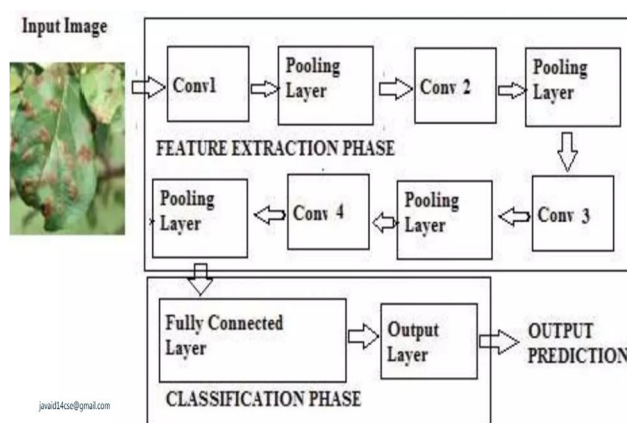 Input Image
Conv1
Pooling
Layer
Conv 2
Pooling
Layer
FEATURE EXTRACTION PHASE
Conv 3
Pooling
Layer
Conv 4
Pooling
Layer
Fully Connected
Layer
Output
Layer
OUTPUT
PREDICTION
CLASSIFICATION PHASE
javaid14cse@gmail.com